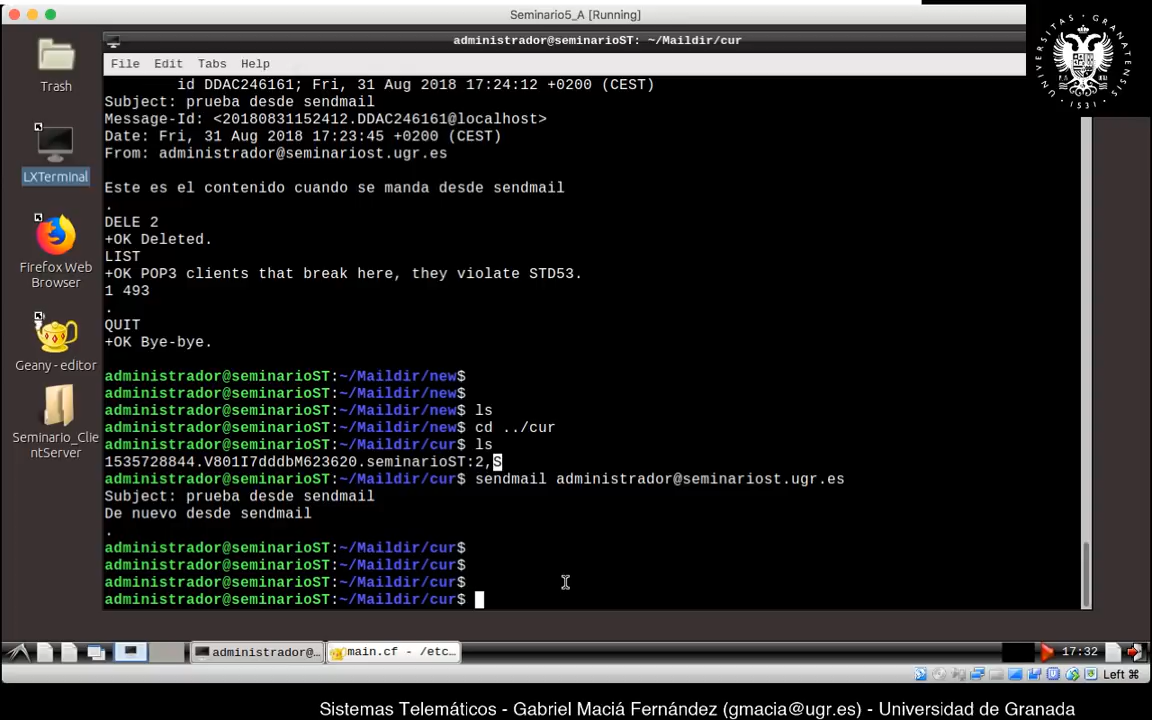 Seminario5_A [Running]
administrador@seminarioST: ~/Maildir/cur
File Edit Tabs Help
id DDAC246161; Fri, 31 Aug 2018 17:24:12 +0200 (CEST)
Subject: prueba desde sendmail
Message-Id: <20180831152412.DDAC246161@localhost>
Date: Fri, 31 Aug 2018 17:23:45 +0200 (CEST)
From: administrador@seminariost.ugr.es
Este es el contenido cuando se manda desde sendmail
.
DELE 2
+OK Deleted.
LIST
+OK POP3 clients that break here, they violate STD53.
1 493
.
QUIT
+OK Bye-bye.
administrador@seminarioST:~/Maildir/new$
administrador@seminarioST:~/Maildir/new$
administrador@seminarioST:~/Maildir/new$ ls
administrador@seminarioST:~/Maildir/new$ cd ../cur
administrador@seminarioST:~/Maildir/cur$ ls
1535728844.V801I7dddbM623620.seminarioST:2,S
administrador@seminarioST:~/Maildir/cur$ sendmail administrador@seminariost.ugr.es
Subject: prueba desde sendmail
De nuevo desde sendmail
.
administrador@seminarioST:~/Maildir/cur$
administrador@seminarioST:~/Maildir/cur$
administrador@seminarioST:~/Maildir/cur$
administrador@seminarioST:~/Maildir/cur$
Trash
LXTerminal
Firefox Web
Browser
Geany - editor
Seminario_Clie
ntServer
UNIVERSITAS GRANATENSIS
1531
administrador@...
main.cf - /etc...
17:32
Left ⌘
Sistemas Telemáticos - Gabriel Maciá Fernández (gmacia@ugr.es) - Universidad de Granada